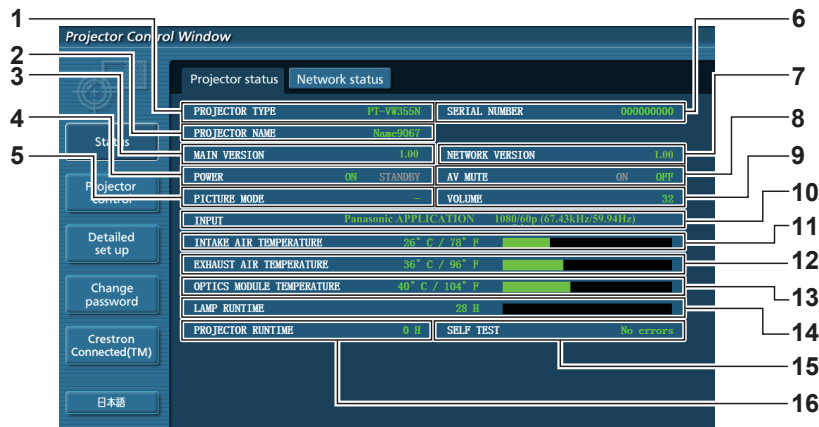 1
2
3
4
5
6
7
8
9
10
11
12
13
14
15
16
Projector Control Window
Projector status
Network status
Status
Projector control
Detailed
set up
Change
password
Crestron
Connected(TM)
日本語
PROJECTOR TYPE PT-VW355N
SERIAL NUMBER 000000000
PROJECTOR NAME Name9067
MAIN VERSION 1.00
NETWORK VERSION 1.00
POWER ON STANDBY
AV MUTE ON OFF
PICTURE MODE -
VOLUME 32
INPUT Panasonic APPLICATION 1080/60p (67.43kHz/59.94Hz)
INTAKE AIR TEMPERATURE 26° C / 78° F
EXHAUST AIR TEMPERATURE 36° C / 96° F
OPTICS MODULE TEMPERATURE 40° C / 104° F
LAMP RUNTIME 28 H
PROJECTOR RUNTIME 0 H
SELF TEST No errors